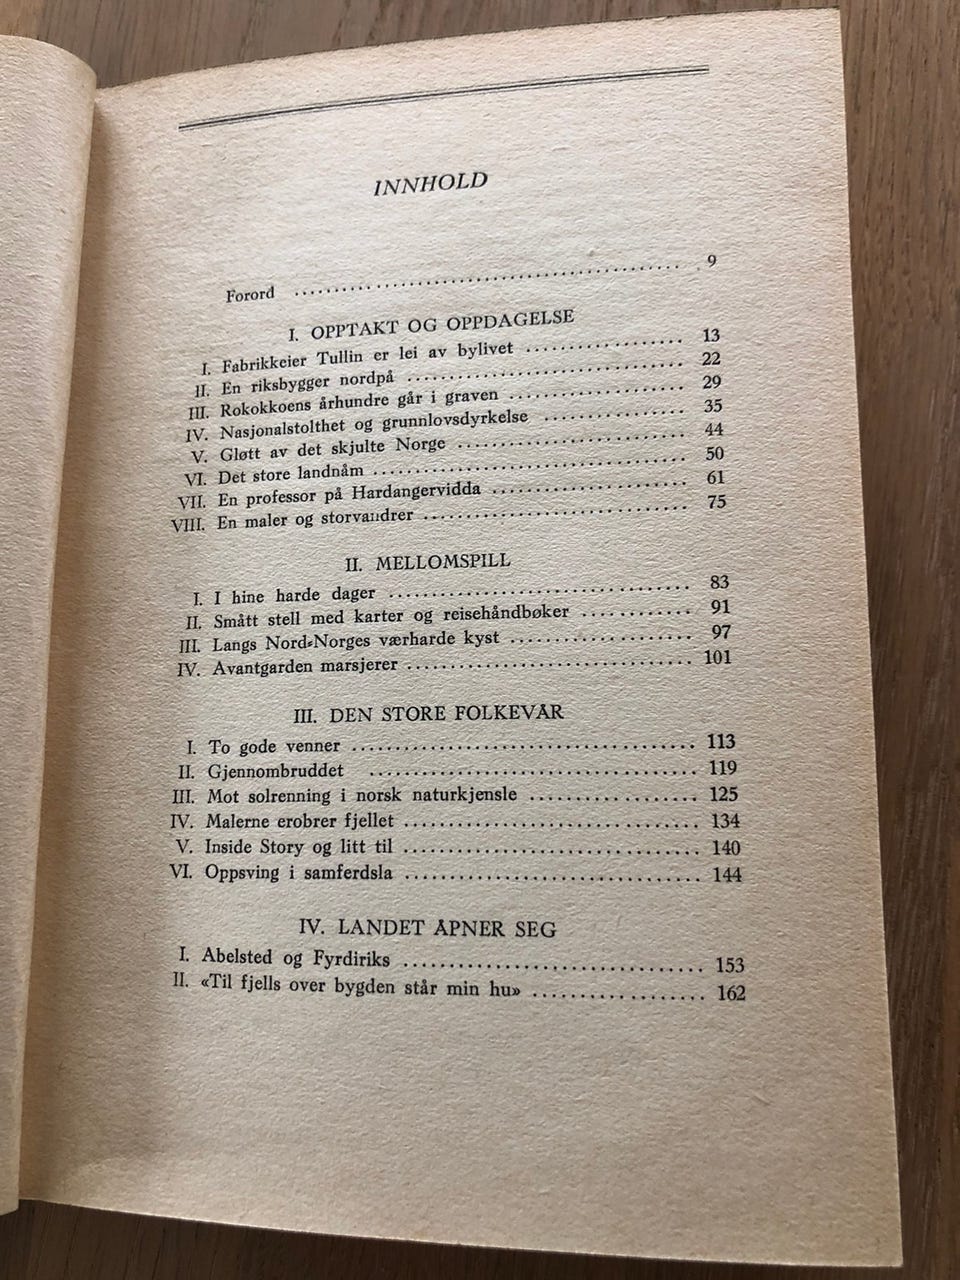 INNHOLD
Forord ........................................ 9
I. OPPTAKT OG OPPDAGELSE
I. Fabrikkeier Tullin er lei av bylivet .................. 13
II. En riksbygger nordpå ................................ 22
III. Rokokkoens århundre går i graven .................... 29
IV. Nasjonalstolthet og grunnlovsdyrkelse ................ 35
V. Gløtt av det skjulte Norge .......................... 44
VI. Det store landnåm .................................. 50
VII. En professor på Hardangervidda ...................... 61
VIII. En maler og storvandrer ............................ 75
II. MELLOMSPILL
I. I hine harde dager .................................. 83
II. Smått stell med karter og reisehåndbøker ............ 91
III. Langs Nord-Norges værharde kyst .................... 97
IV. Avantgarden marsjerer .............................. 101
III. DEN STORE FOLKEVÅR
I. To gode venner ...................................... 113
II. Gjennombruddet .................................... 119
III. Mot solrenning i norsk naturkjensle .................. 125
IV. Malerne erobrer fjellet .............................. 134
V. Inside Story og litt til .............................. 140
VI. Oppsving i samferdsla .............................. 144
IV. LANDET ÅPNER SEG
I. Abelsted og Fyrdiriks ................................ 153
II. «Til fjells over bygden står min hu» .................. 162